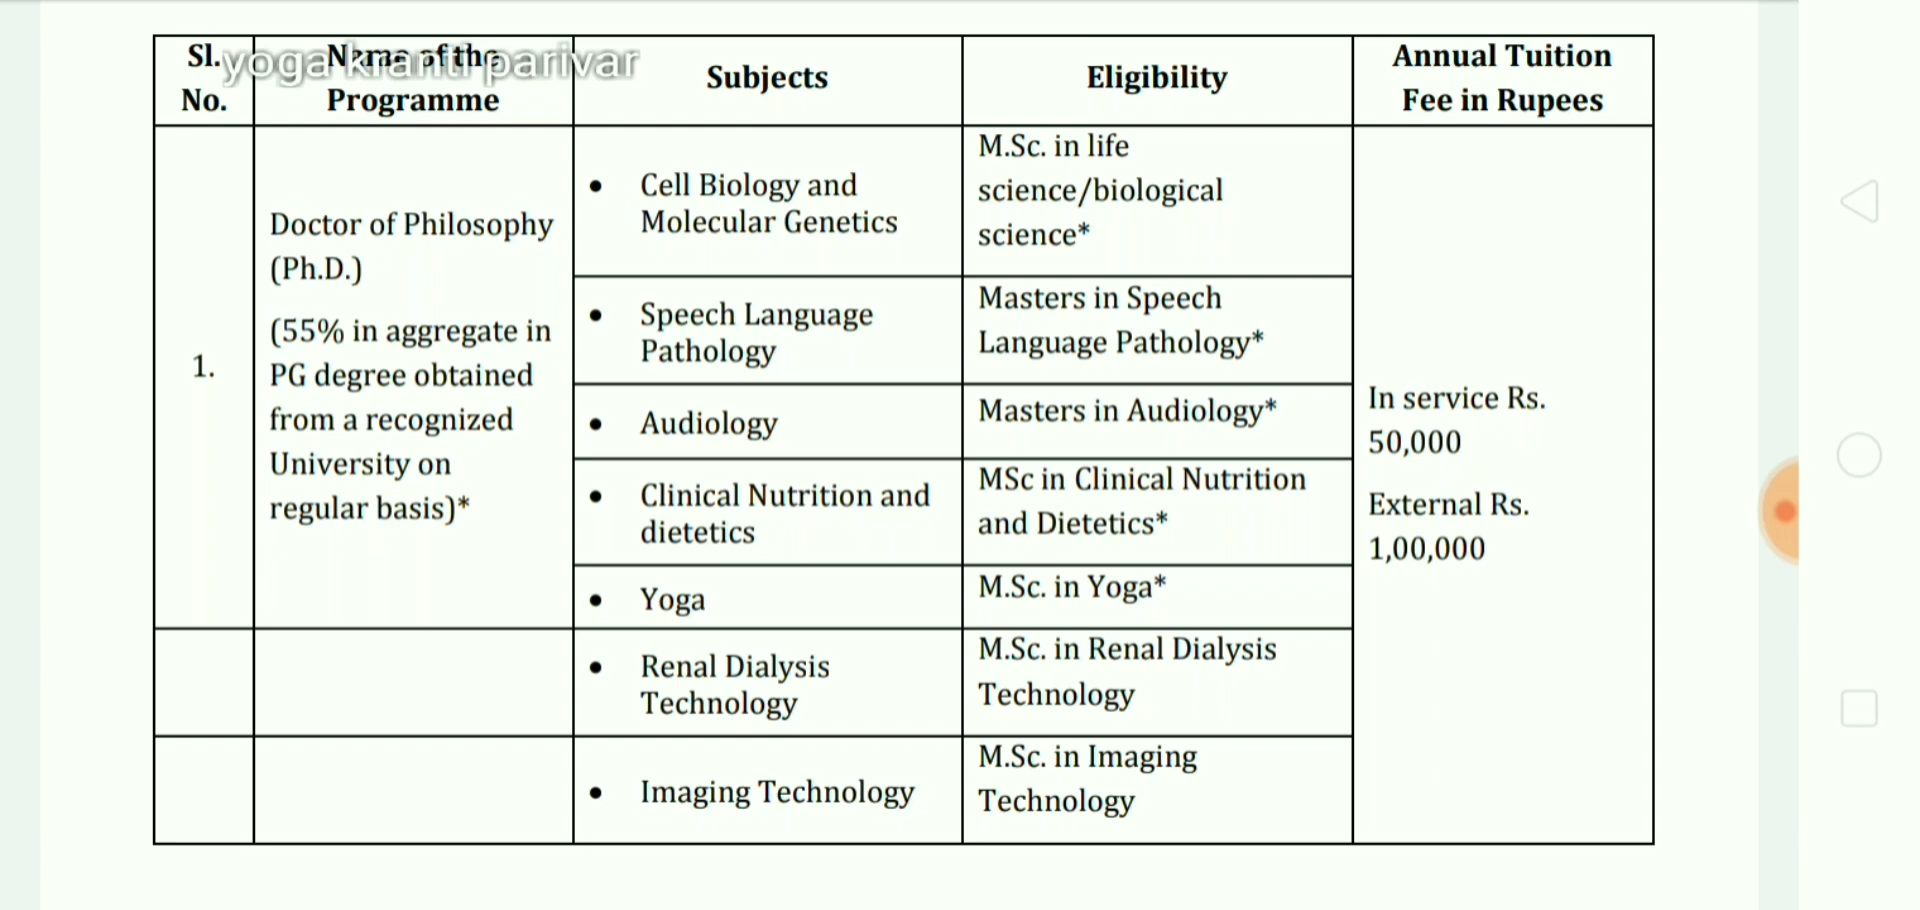 Sl.
No.
Name of the
Programme
yoga kranti parivar
Subjects
Eligibility
Annual Tuition
Fee in Rupees
1.
Doctor of Philosophy
(Ph.D.)
(55% in aggregate in
PG degree obtained
from a recognized
University on
regular basis)*
• Cell Biology and
Molecular Genetics
M.Sc. in life
science/biological
science*
• Speech Language
Pathology
Masters in Speech
Language Pathology*
• Audiology
Masters in Audiology*
• Clinical Nutrition and
dietetics
MSc in Clinical Nutrition
and Dietetics*
• Yoga
M.Sc. in Yoga*
• Renal Dialysis
Technology
M.Sc. in Renal Dialysis
Technology
• Imaging Technology
M.Sc. in Imaging
Technology
In service Rs.
50,000
External Rs.
1,00,000